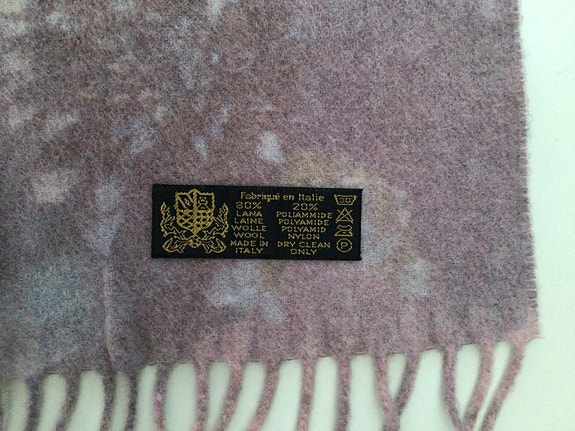 Fabriqué en Italie
80% 20%
LANA POLIAMMIDE
LAINE POLYAMIDE
WOLLE POLYAMID
WOOL NYLON
MADE IN DRY CLEAN
ITALY ONLY
P